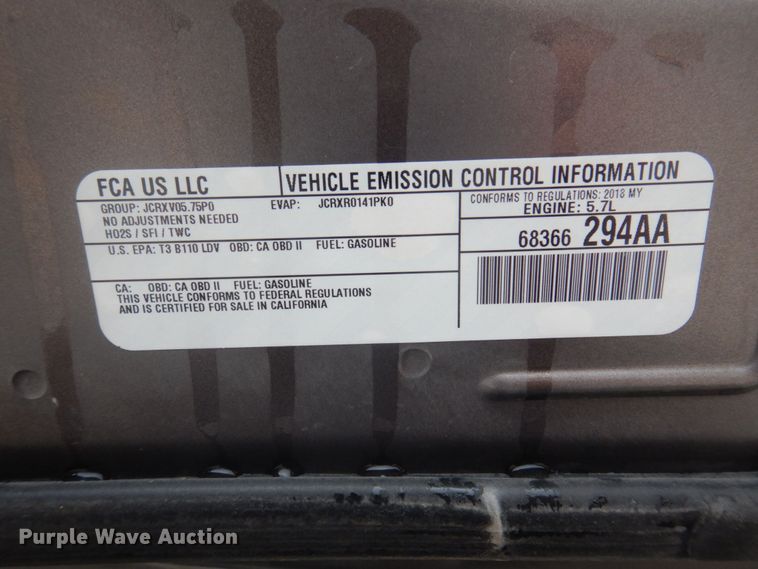 FCA US LLC
VEHICLE EMISSION CONTROL INFORMATION
GROUP: JCRXV05.75P0 EVAP: JCRXR0141PK0
NO ADJUSTMENTS NEEDED
HO2S / SFI / TWC
CONFORMS TO REGULATIONS: 2018 MY
ENGINE: 5.7L
68366 294AA
U.S. EPA: T3 B110 LDV OBD: CA OBD II FUEL: GASOLINE
CA: OBD: CA OBD II FUEL: GASOLINE
THIS VEHICLE CONFORMS TO FEDERAL REGULATIONS
AND IS CERTIFIED FOR SALE IN CALIFORNIA
Purple Wave Auction